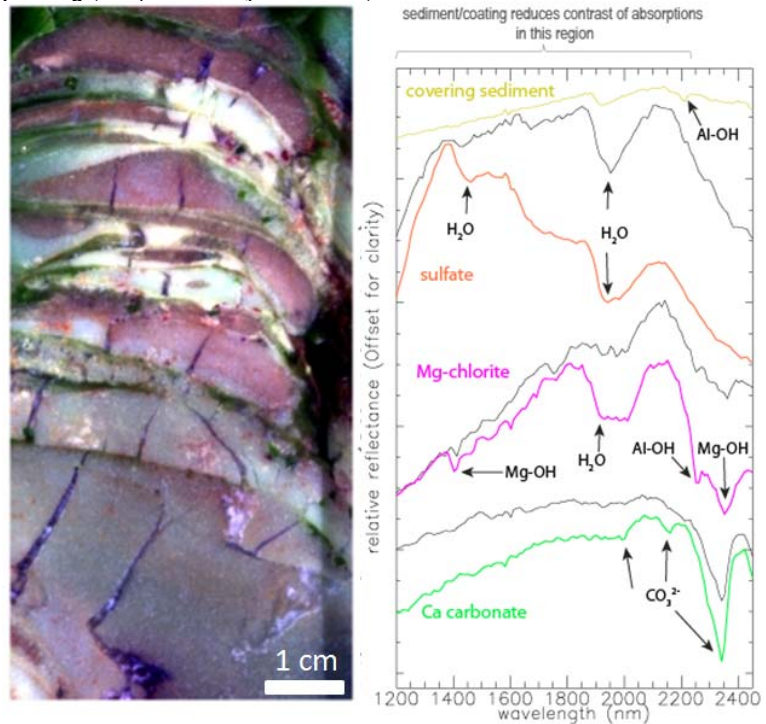 sediment/coating reduces contrast of absorptions
in this region
covering sediment
Al-OH
H₂O
H₂O
sulfate
Mg-chlorite
Mg-OH
H₂O
Al-OH
Mg-OH
CO₃²⁻
Ca carbonate
relative reflectance (Offset for clarity)
1 cm
1200 1400 1600 1800 2000 2200 2400
wavelength (nm)